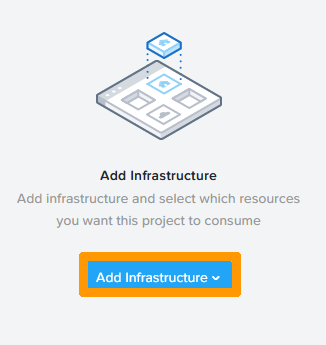 Add Infrastructure
Add infrastructure and select which resources
you want this project to consume
Add Infrastructure